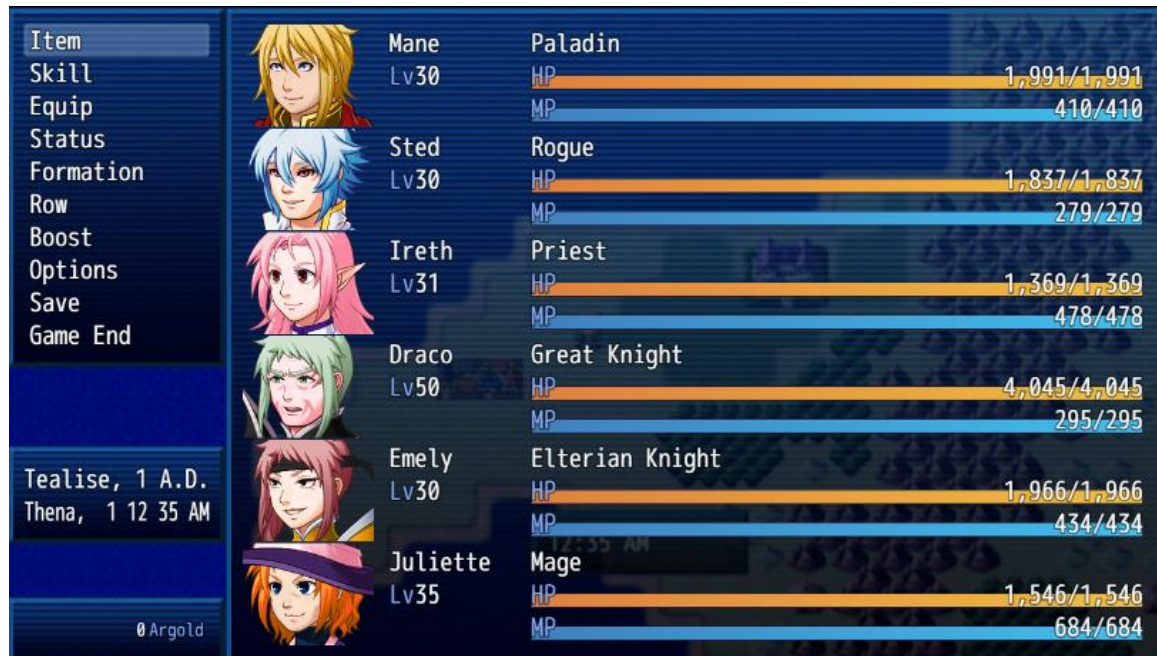 Item
Skill
Equip
Status
Formation
Row
Boost
Options
Save
Game End
Tealise, 1 A.D.
Thena, 1 12 35 AM
0 Argold
Mane Paladin
Lv30 HP 1,991/1,991
MP 410/410
Sted Rogue
Lv30 HP 1,837/1,837
MP 279/279
Ireth Priest
Lv31 HP 1,369/1,369
MP 478/478
Draco Great Knight
Lv50 HP 4,045/4,045
MP 295/295
Emely Elterian Knight
Lv30 HP 1,966/1,966
MP 434/434
12:35 AM
Juliette Mage
Lv35 HP 1,546/1,546
MP 684/684